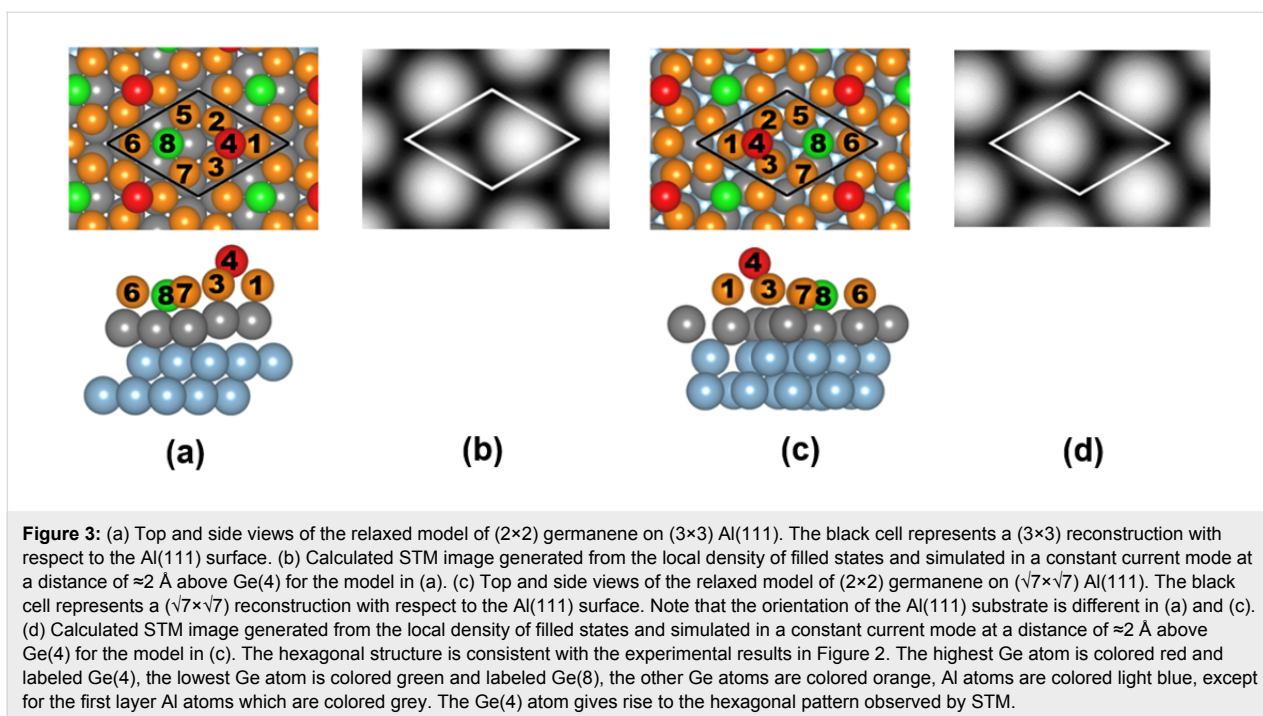 5 2 6 8 4 1 7 3
2 5 1 4 8 6 3 7
4
6 8 7 3 1
4
1 3 7 8 6
(a) (b) (c) (d)
Figure 3: (a) Top and side views of the relaxed model of (2×2) germanene on (3×3) Al(111). The black cell represents a (3×3) reconstruction with
respect to the Al(111) surface. (b) Calculated STM image generated from the local density of filled states and simulated in a constant current mode at
a distance of ≈2 Å above Ge(4) for the model in (a). (c) Top and side views of the relaxed model of (2×2) germanene on (√7×√7) Al(111). The black
cell represents a (√7×√7) reconstruction with respect to the Al(111) surface. Note that the orientation of the Al(111) substrate is different in (a) and (c).
(d) Calculated STM image generated from the local density of filled states and simulated in a constant current mode at a distance of ≈2 Å above
Ge(4) for the model in (c). The hexagonal structure is consistent with the experimental results in Figure 2. The highest Ge atom is colored red and
labeled Ge(4), the lowest Ge atom is colored green and labeled Ge(8), the other Ge atoms are colored orange, Al atoms are colored light blue, except
for the first layer Al atoms which are colored grey. The Ge(4) atom gives rise to the hexagonal pattern observed by STM.